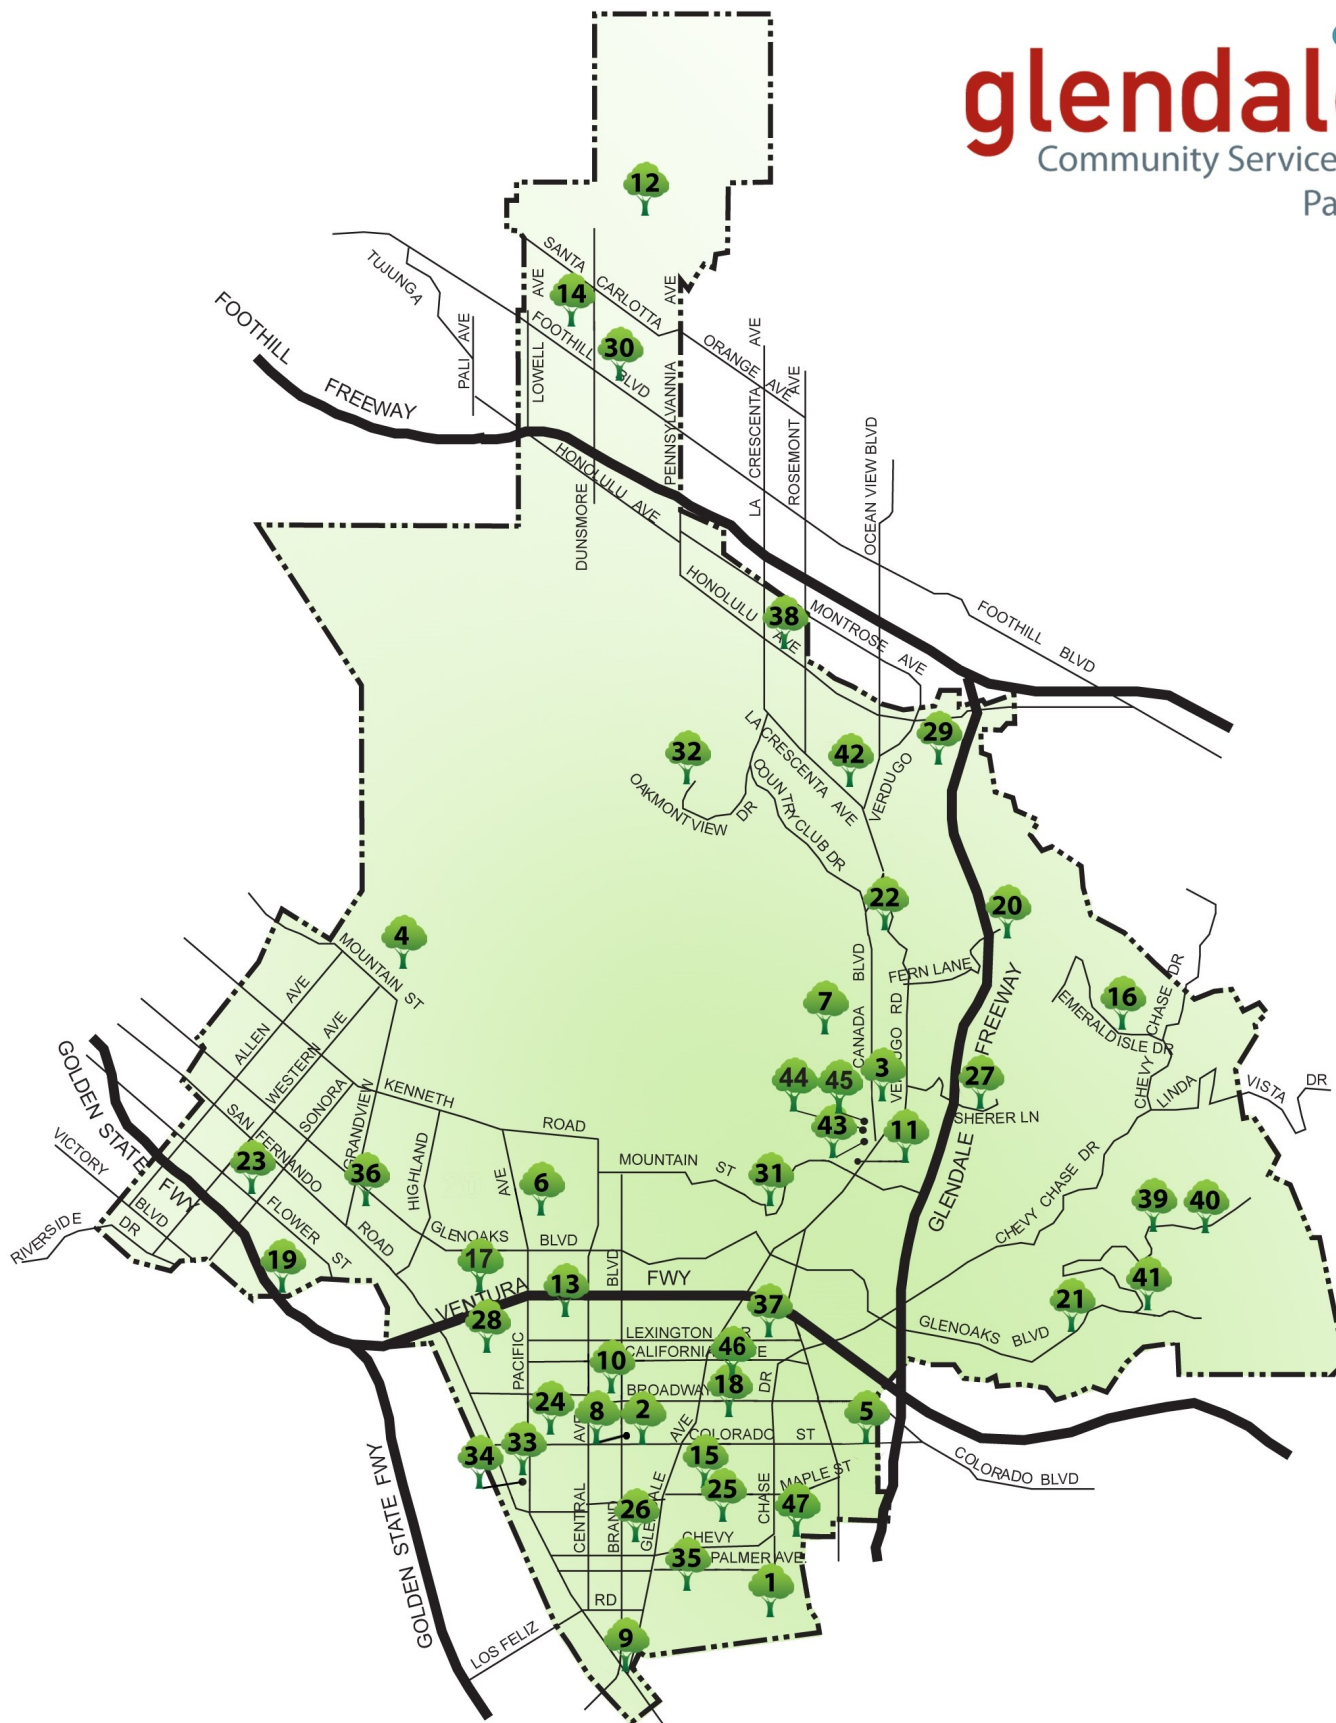 glendal
Community Service
Pa
12
SANTA
CARLOTTA
AVE
AVE
14
TUJUNGA
FOOTHILL
BLVD
30
ORANGE AVE
AVE
FOOTHILL
FREEWAY
PALI AVE
LOWELL
PENNSYLVANIA
LA CRESCENTA
ROSEMONT AVE
OCEAN VIEW BLVD
HONOLULU AVE
DUNSMORE
HONOLULU
AVE
38
MONTROSE AVE
FOOTHILL BLVD
29
32
42
LA CRESCENTA AVE
VERDUGO
OAKMONT VIEW DR
COUNTRY CLUB DR
22
20
4
MOUNTAIN ST
BLVD
FERN LANE
7
CANADA
RD
FREEWAY
16
EMERALD ISLE DR
CHASE DR
ALLEN AVE
WESTERN AVE
GOLDEN STATE
FWY
44
45
3
VE
UGO
27
CHEVY
LINDA
VISTA
DR
SONORA
GRANDVIEW
KENNETH
ROAD
43
11
SHERER LN
SAN FERNANDO
ROAD
VICTORY
BLVD
23
36
HIGHLAND
AVE
6
MOUNTAIN ST
31
GLENDALE
CHEVY CHASE DR
39
40
RIVERSIDE
DR
FLOWER ST
GLENOAKS
BLVD
19
17
BLVD
VENTURA
FWY
13
28
37
41
21
GLENOAKS BLVD
PACIFIC
LEXINGTON
R
CALIFORNIA
E
46
10
18
DR
BROADWAY
24
8
2
5
AVE
AVE
COLORADO ST
33
34
15
COLORADO BLVD
25
MAPLE ST
47
CENTRAL
BRAND
GLE
ALE
26
CHASE
CHEVY
35
PALMER AVE.
1
GOLDEN STATE FWY
LOS FELIZ
RD
9